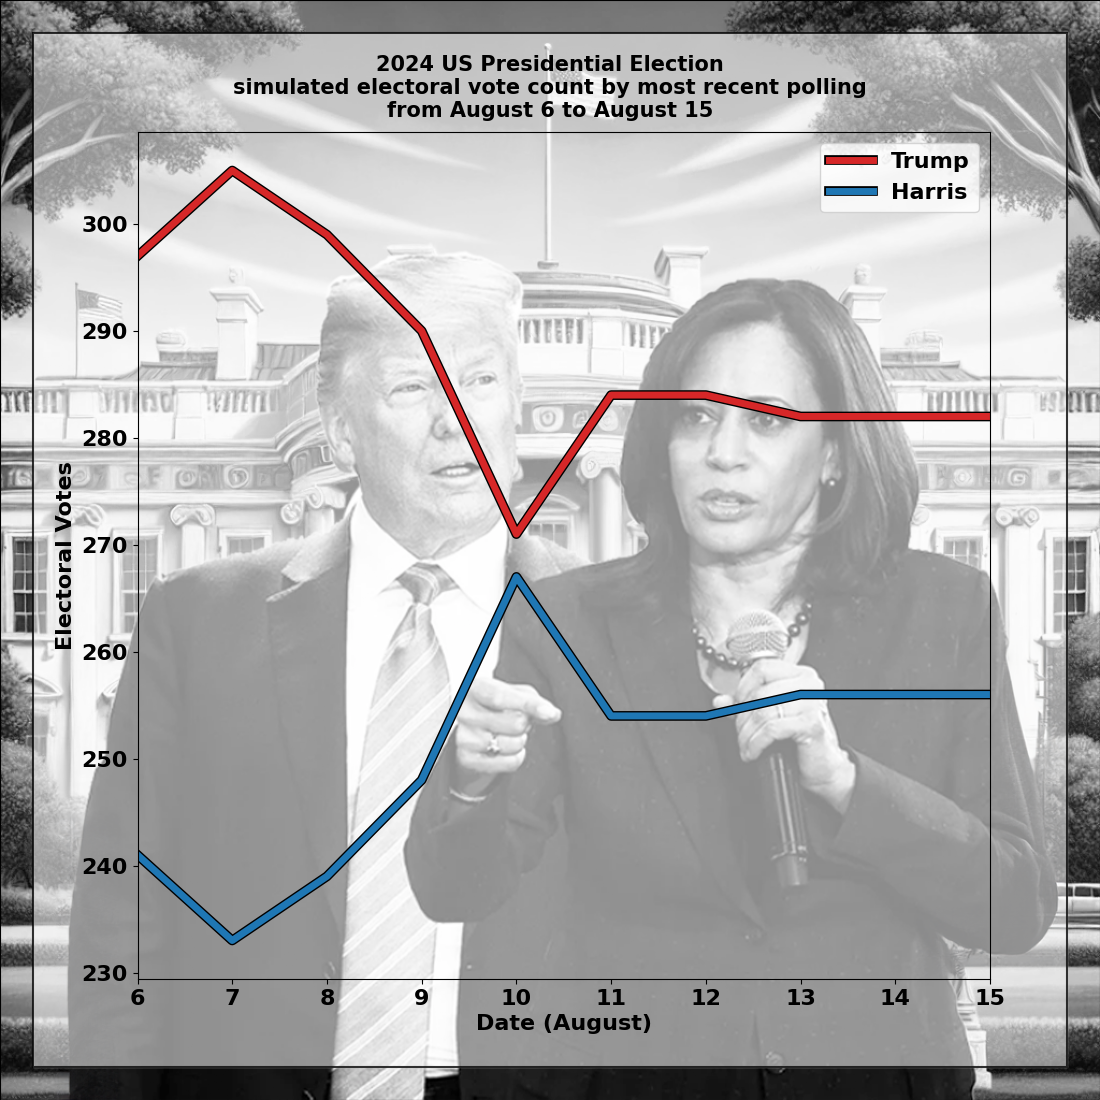 2024 US Presidential Election
simulated electoral vote count by most recent polling
from August 6 to August 15
Trump
Harris
300
290
280
270
260
250
240
230
Electoral Votes
6 7 8 9 10 11 12 13 14 15
Date (August)